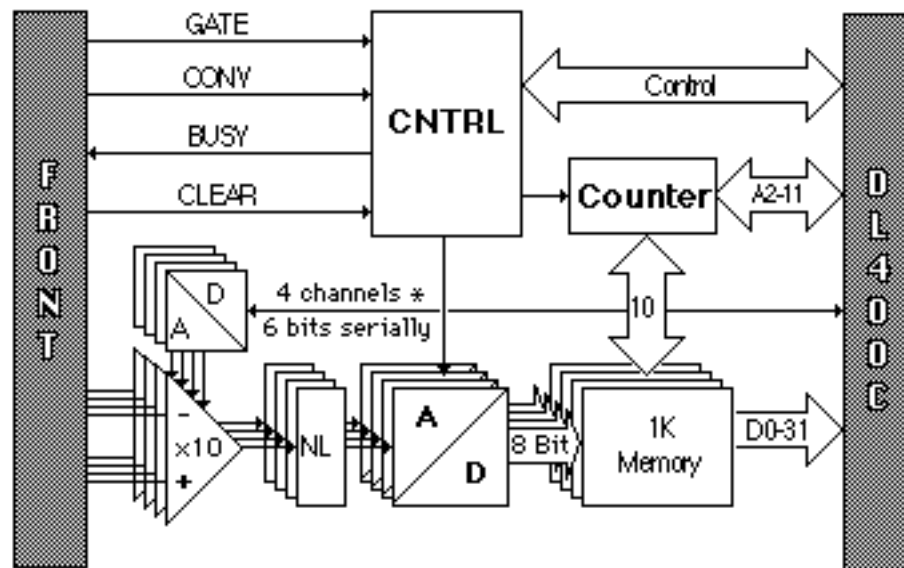 GATE
CONV
BUSY
CLEAR
CNTRL
Control
FRONT
Counter
A2-11
DL400C
D
A
4 channels *
6 bits serially
10
-
×10
+
NL
A
D
8 Bit
1K
Memory
D0-31